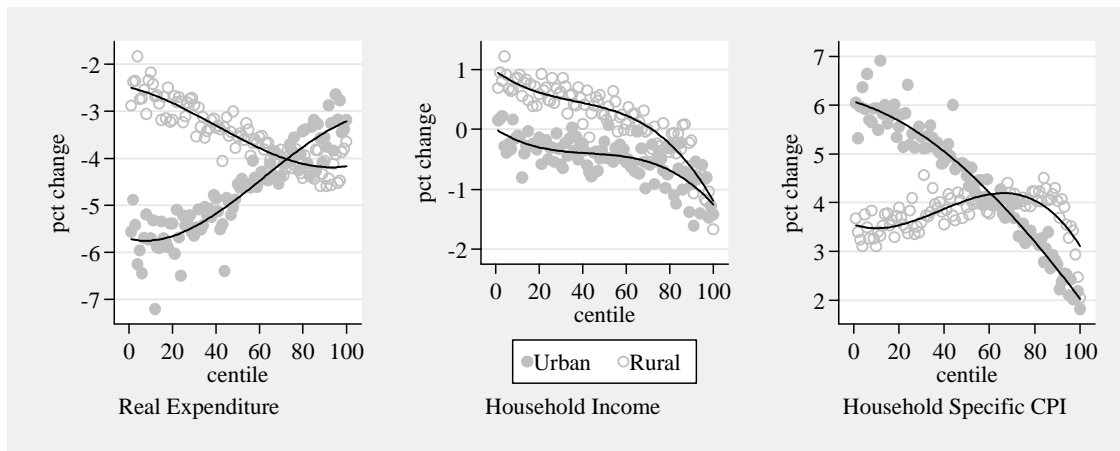 pct change
-2
-3
-4
-5
-6
-7
0 20 40 60 80 100
centile
Real Expenditure
pct change
1
0
-1
-2
0 20 40 60 80 100
centile
Urban Rural
Household Income
pct change
7
6
5
4
3
2
0 20 40 60 80 100
centile
Household Specific CPI